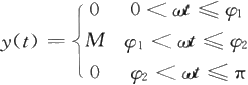 y(t) = { 0 0 < ωt ≤ φ₁
M φ₁ < ωt ≤ φ₂
0 φ₂ < ωt ≤ π